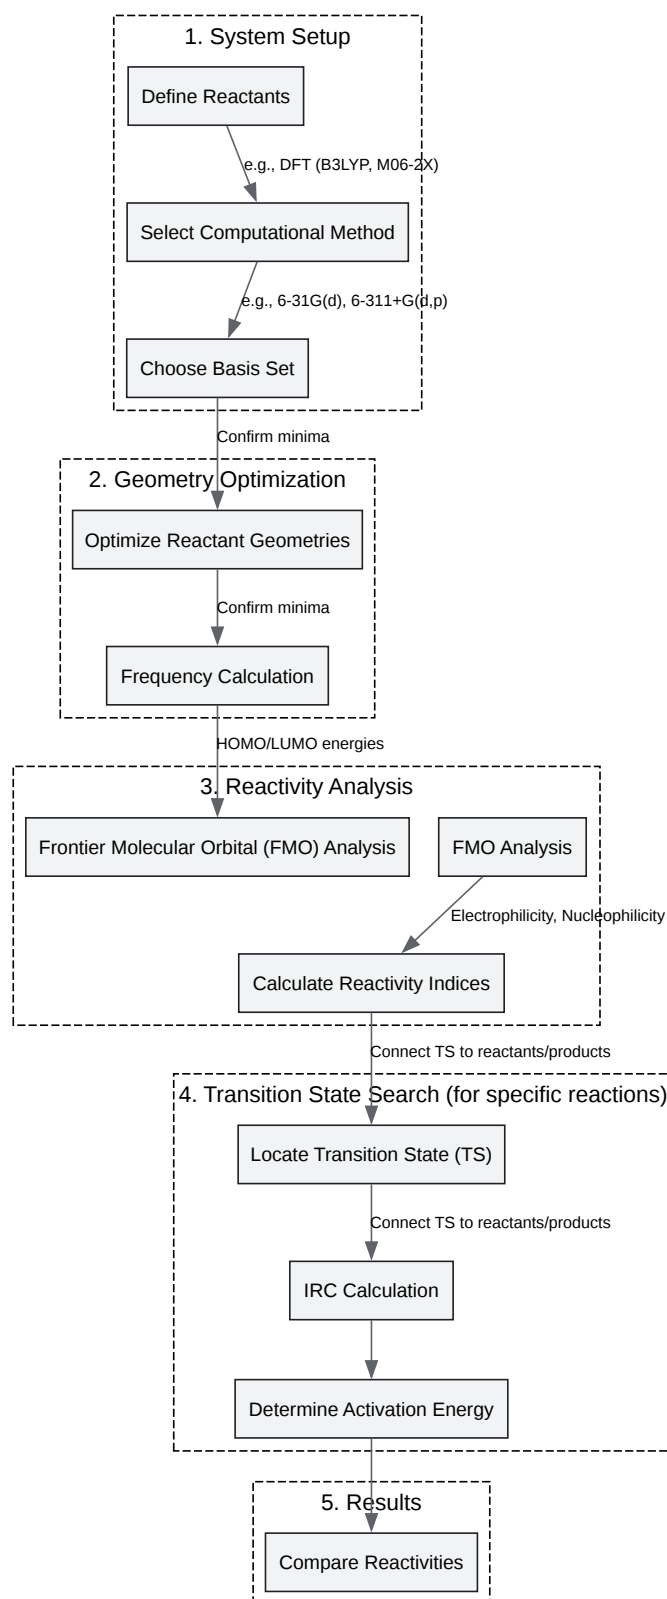 1. System Setup
Define Reactants
e.g., DFT (B3LYP, M06-2X)
Select Computational Method
e.g., 6-31G(d), 6-311+G(d,p)
Choose Basis Set
Confirm minima
2. Geometry Optimization
Optimize Reactant Geometries
Confirm minima
Frequency Calculation
HOMO/LUMO energies
3. Reactivity Analysis
Frontier Molecular Orbital (FMO) Analysis
FMO Analysis
Electrophilicity, Nucleophilicity
Calculate Reactivity Indices
Connect TS to reactants/products
4. Transition State Search (for specific reactions)
Locate Transition State (TS)
Connect TS to reactants/products
IRC Calculation
Determine Activation Energy
5. Results
Compare Reactivities